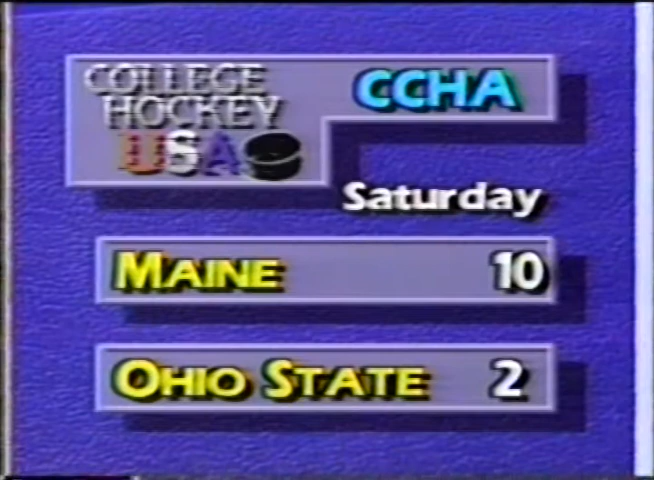 COLLEGE
HOCKEY
USA
CCHA
Saturday
MAINE 10
OHIO STATE 2